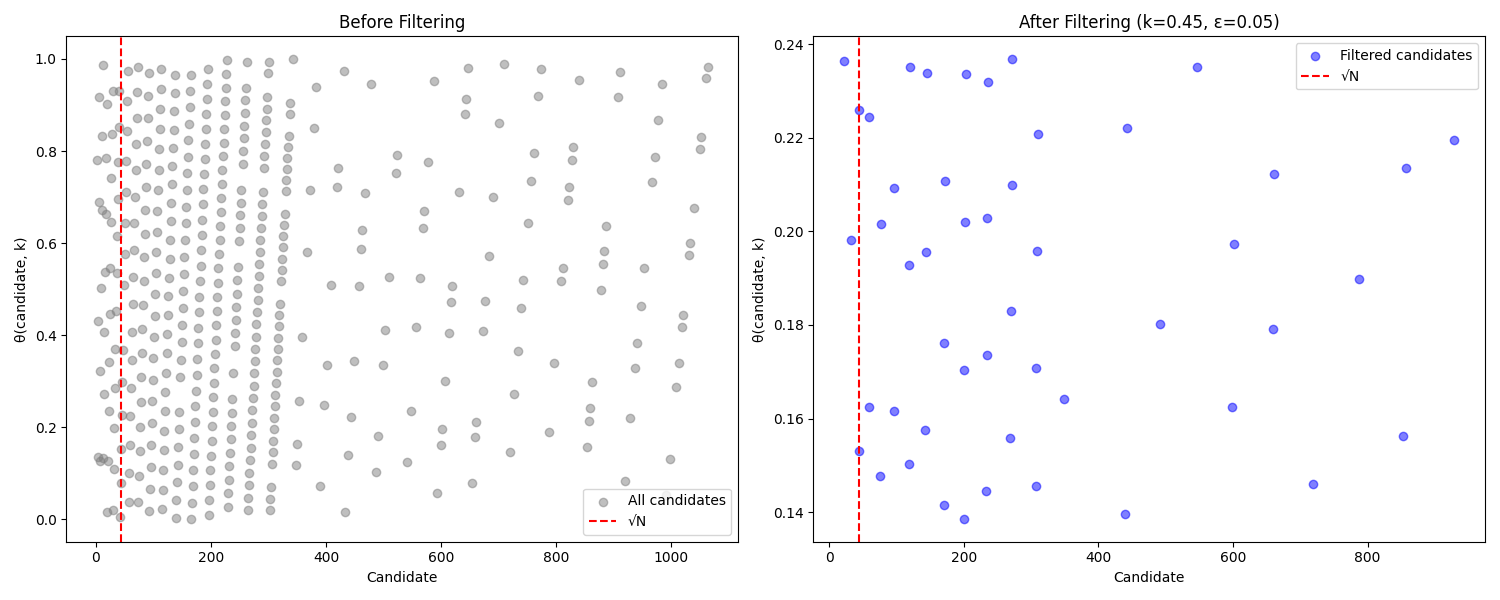 Before Filtering
θ(candidate, k)
1.0
0.8
0.6
0.4
0.2
0.0
All candidates
√N
0 200 400 600 800 1000
Candidate
After Filtering (k=0.45, ε=0.05)
θ(candidate, k)
0.24
0.22
0.20
0.18
0.16
0.14
Filtered candidates
√N
0 200 400 600 800
Candidate